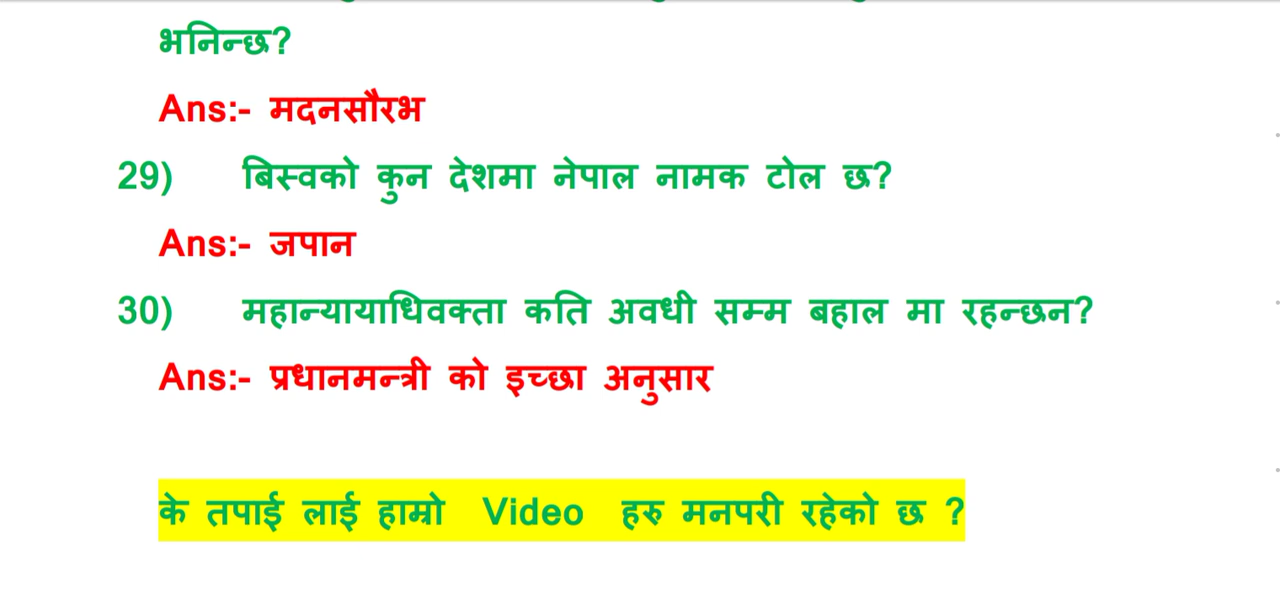 भनिन्छ?
Ans:- मदनसौरभ
29) बिस्वको कुन देशमा नेपाल नामक टोल छ?
Ans:- जपान
30) महान्यायाधिवक्ता कति अवधी सम्म बहाल मा रहन्छन?
Ans:- प्रधानमन्त्री को इच्छा अनुसार
के तपाई लाई हाम्रो Video हरु मनपरी रहेको छ ?